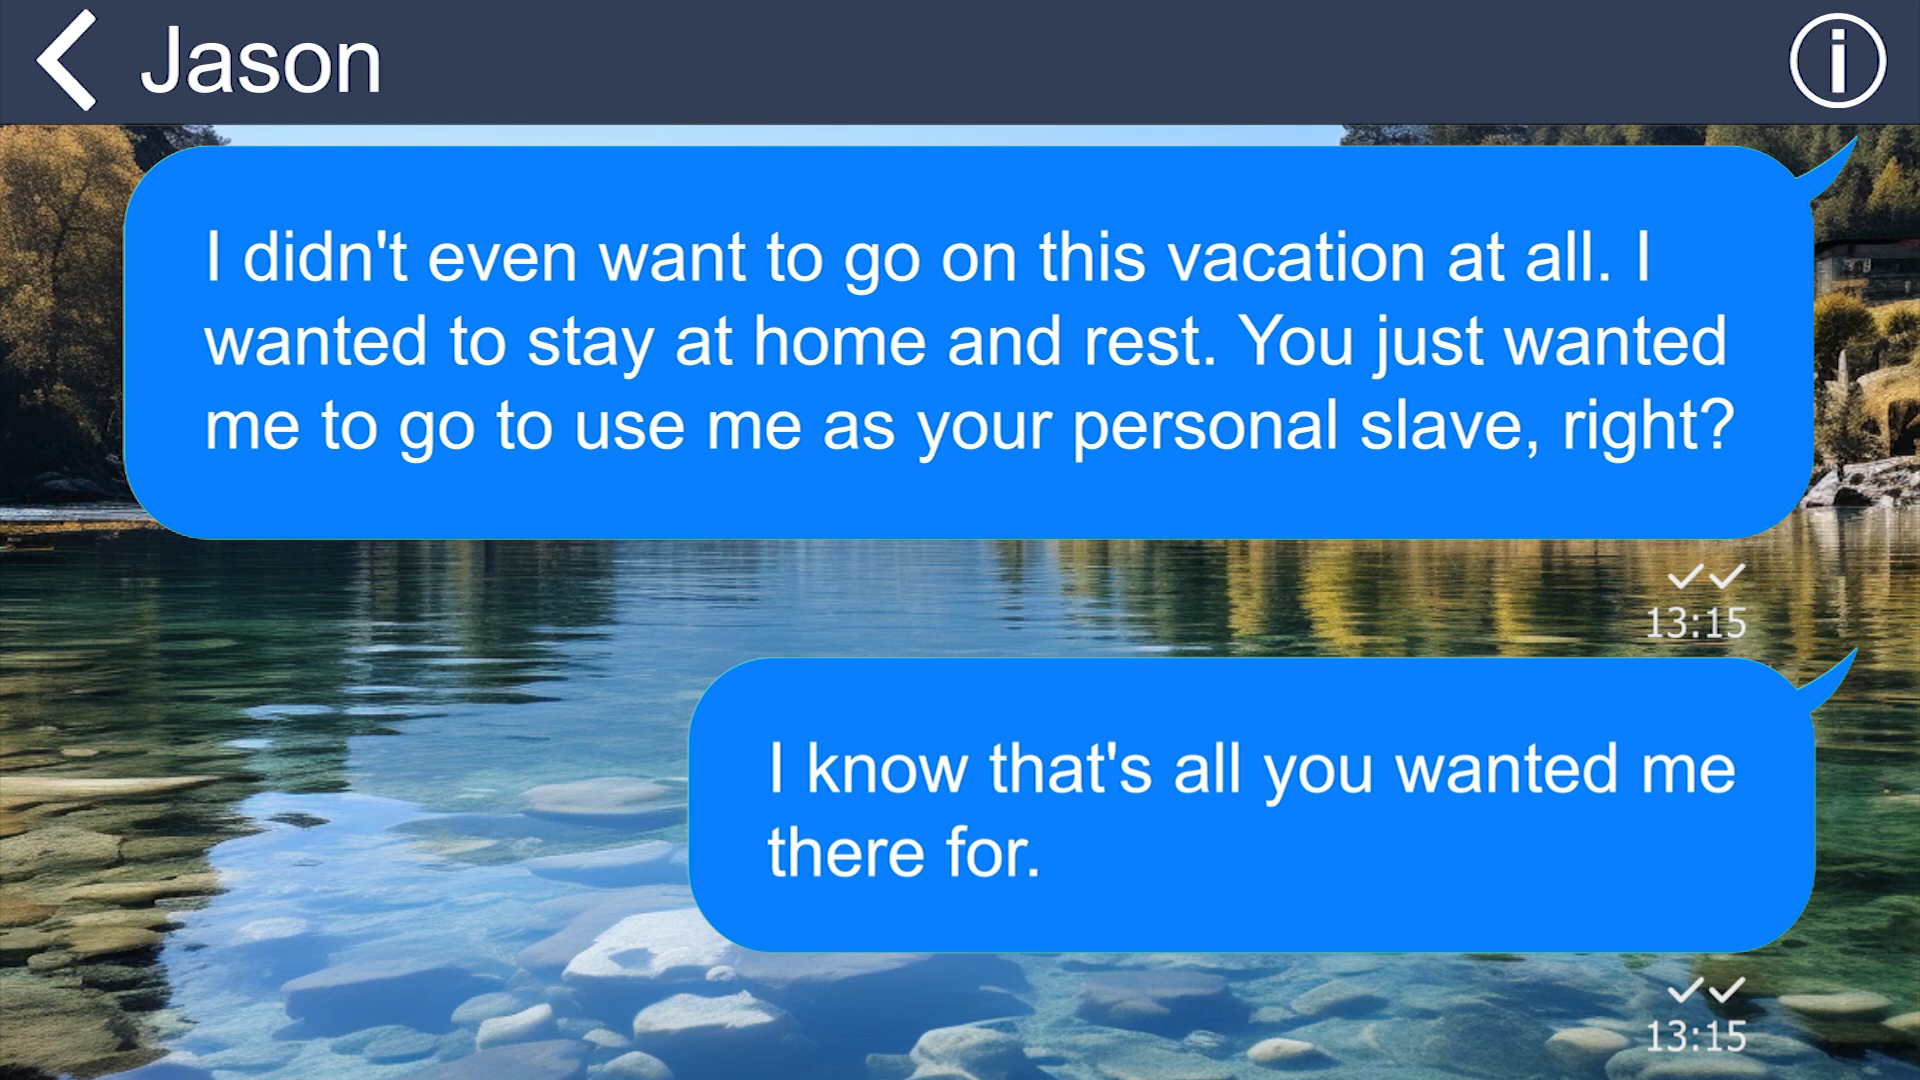 Jason
I didn't even want to go on this vacation at all. I
wanted to stay at home and rest. You just wanted
me to go to use me as your personal slave, right?
13:15
I know that's all you wanted me
there for.
13:15